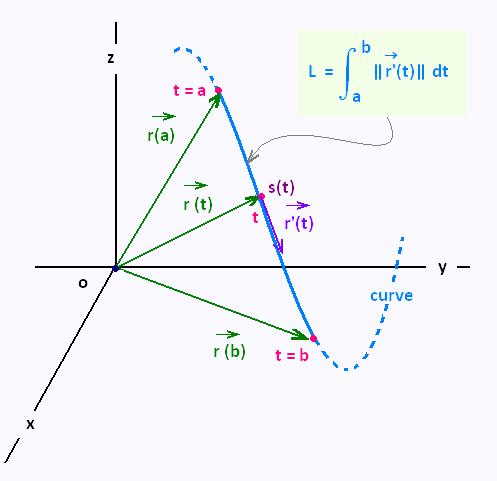 z
L = ∫ₐᵇ ‖r⃗'(t)‖ dt
t = a
r⃗(a)
s(t)
r⃗ (t)
t
r⃗'(t)
y
o
curve
r⃗ (b)
t = b
x